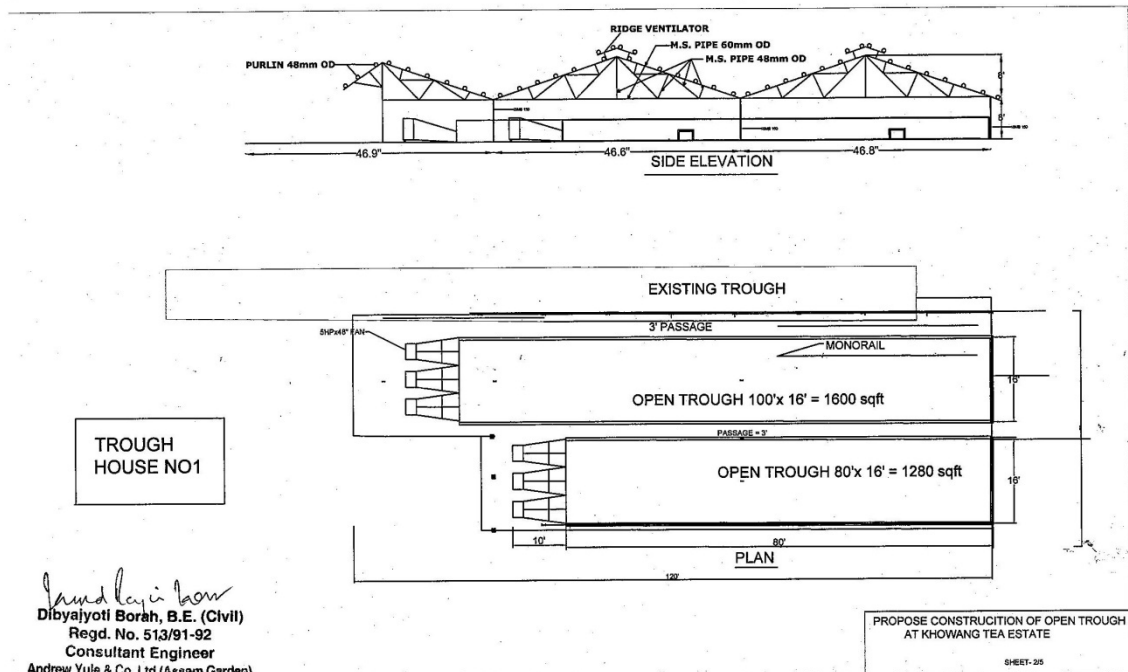 RIDGE VENTILATOR
M.S. PIPE 60mm OD
M.S. PIPE 48mm OD
PURLIN 48mm OD
8'
46.9"
46.6"
46.8"
SIDE ELEVATION
EXISTING TROUGH
3' PASSAGE
5HPx48" FAN
MONORAIL
16'
OPEN TROUGH 100'x 16' = 1600 sqft
PASSAGE = 3'
TROUGH
HOUSE NO1
OPEN TROUGH 80'x 16' = 1280 sqft
16'
10'
80'
PLAN
120'
Dibyajyoti Borah, B.E. (Civil)
Regd. No. 513/91-92
Consultant Engineer
Andrew Yule & Co. Ltd (Assam Garden)
PROPOSE CONSTRUCITION OF OPEN TROUGH
AT KHOWANG TEA ESTATE
SHEET- 2/5